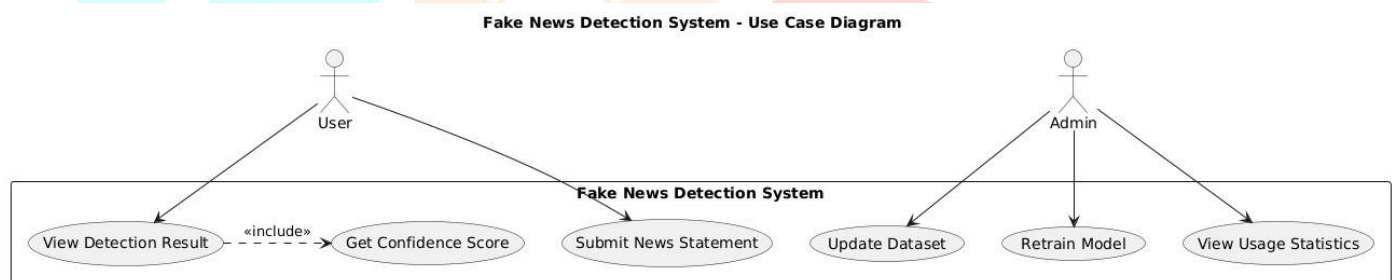 Fake News Detection System - Use Case Diagram
User
Admin
Fake News Detection System
«include»
View Detection Result
Get Confidence Score
Submit News Statement
Update Dataset
Retrain Model
View Usage Statistics